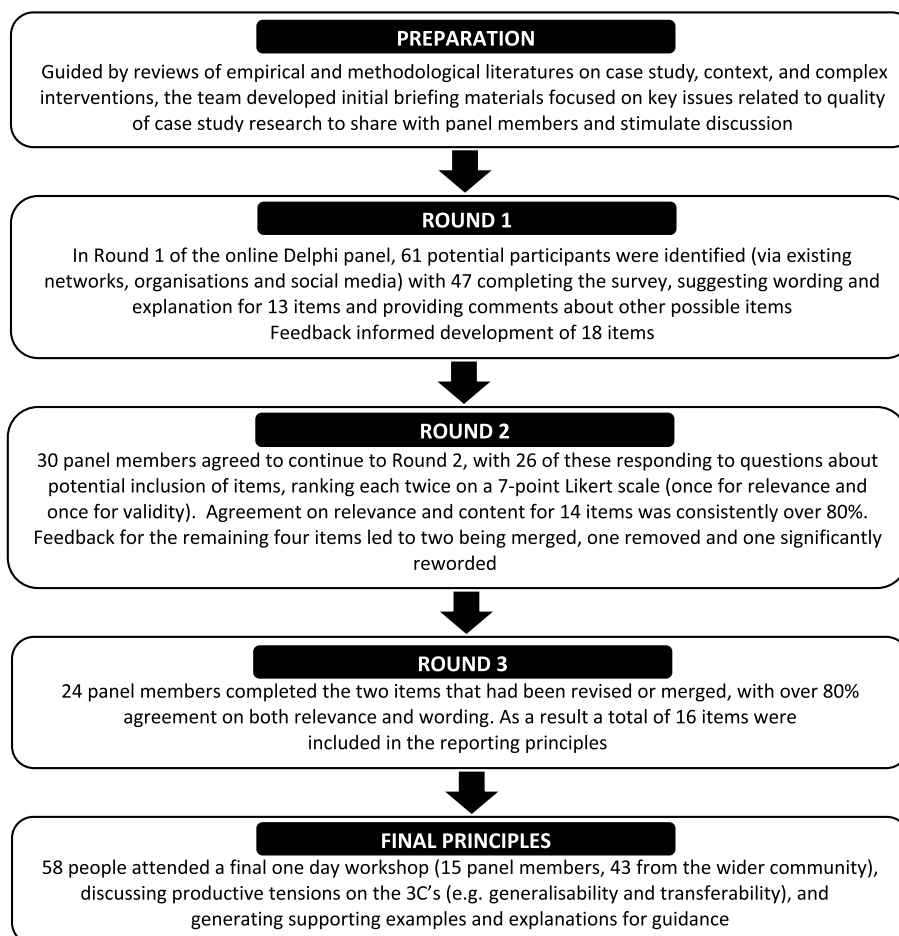 PREPARATION
Guided by reviews of empirical and methodological literatures on case study, context, and complex
interventions, the team developed initial briefing materials focused on key issues related to quality
of case study research to share with panel members and stimulate discussion
ROUND 1
In Round 1 of the online Delphi panel, 61 potential participants were identified (via existing
networks, organisations and social media) with 47 completing the survey, suggesting wording and
explanation for 13 items and providing comments about other possible items
Feedback informed development of 18 items
ROUND 2
30 panel members agreed to continue to Round 2, with 26 of these responding to questions about
potential inclusion of items, ranking each twice on a 7-point Likert scale (once for relevance and
once for validity). Agreement on relevance and content for 14 items was consistently over 80%.
Feedback for the remaining four items led to two being merged, one removed and one significantly
reworded
ROUND 3
24 panel members completed the two items that had been revised or merged, with over 80%
agreement on both relevance and wording. As a result a total of 16 items were
included in the reporting principles
FINAL PRINCIPLES
58 people attended a final one day workshop (15 panel members, 43 from the wider community),
discussing productive tensions on the 3C's (e.g. generalisability and transferability), and
generating supporting examples and explanations for guidance